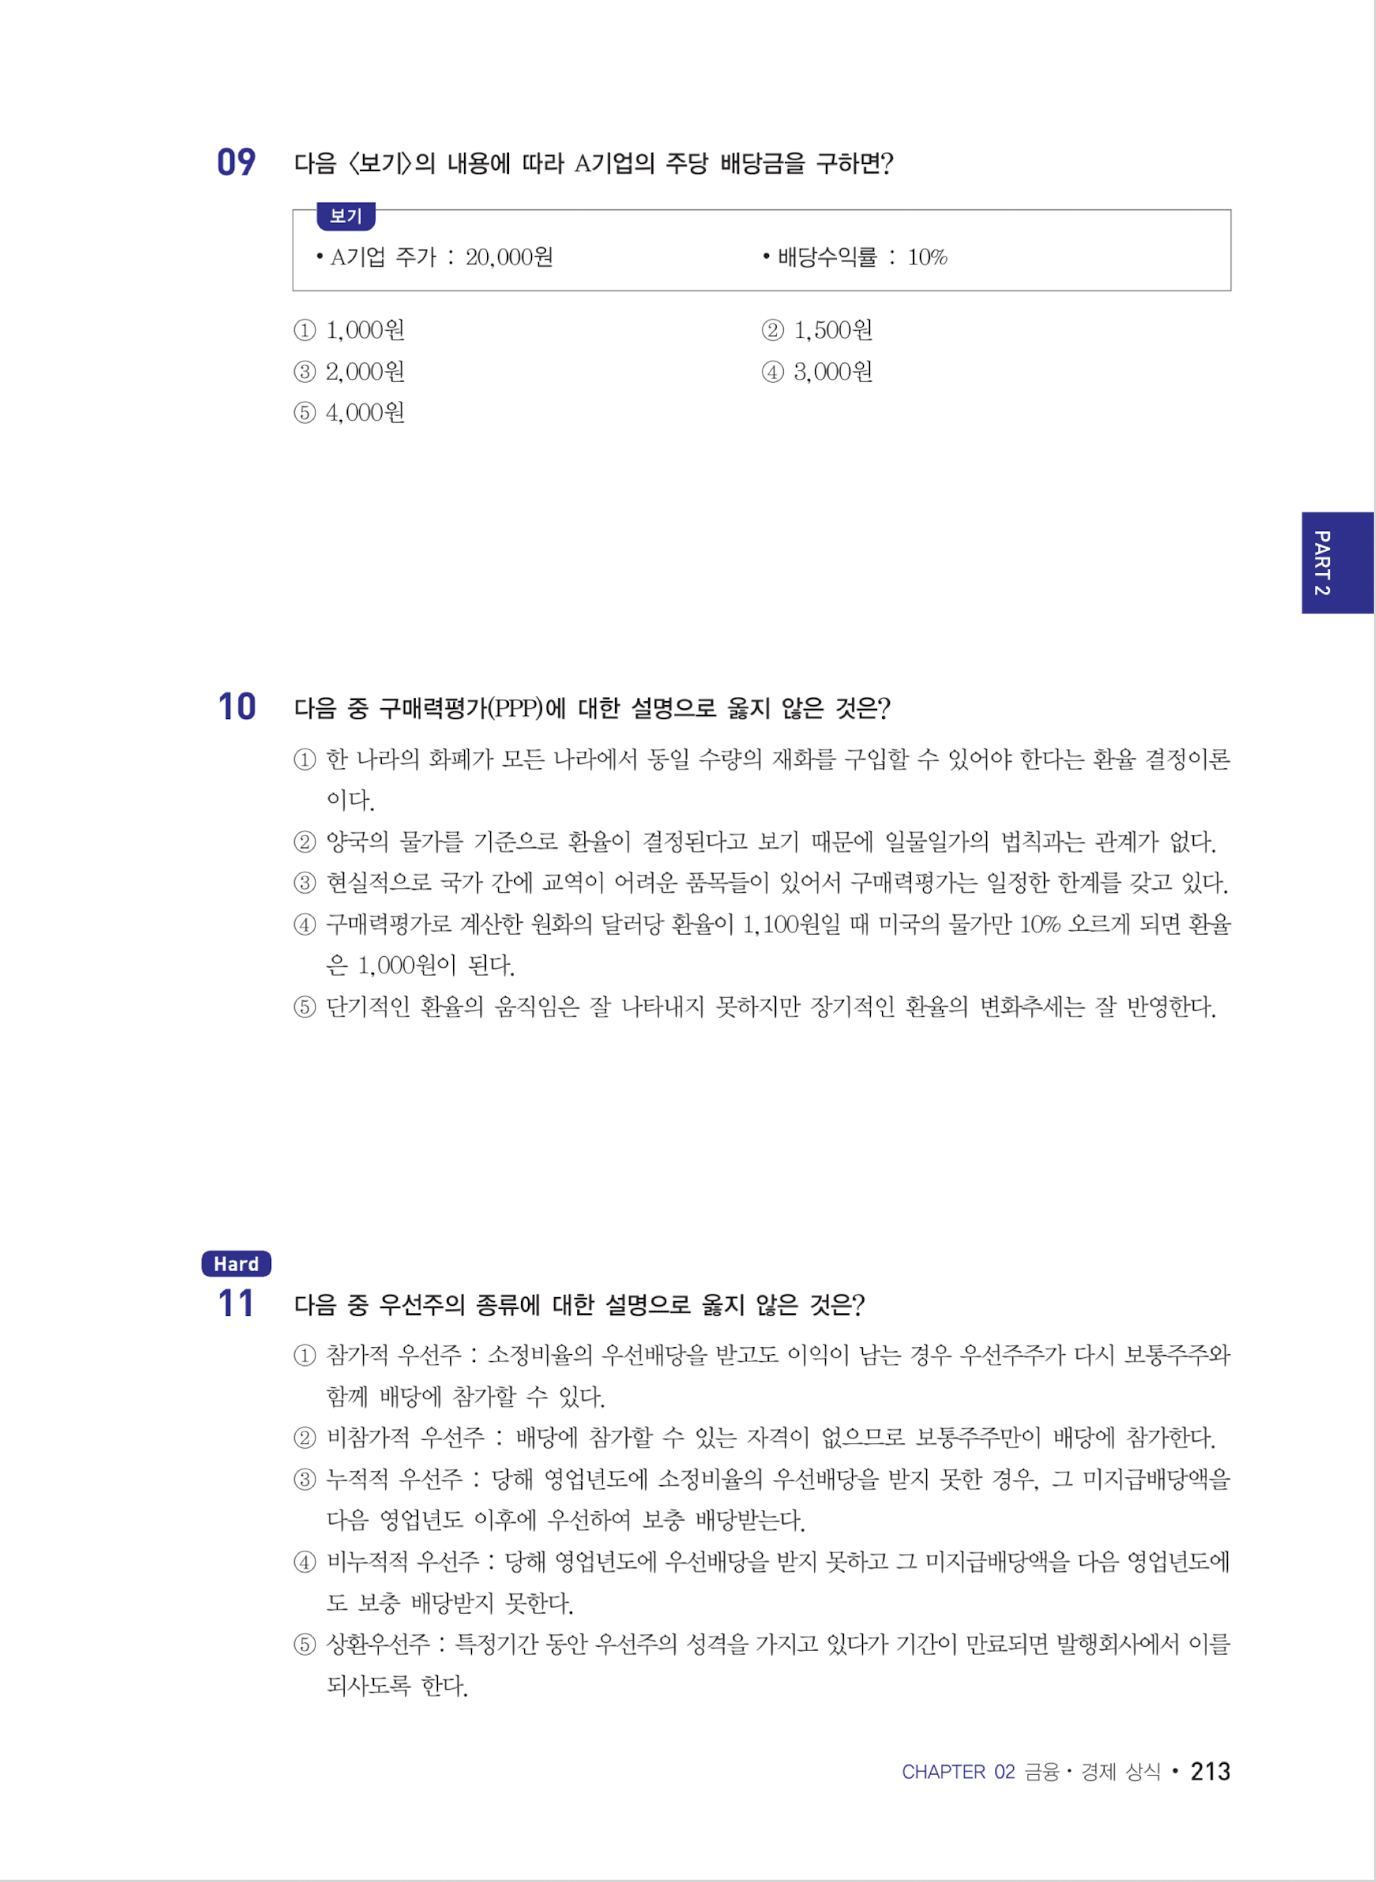 09 다음 〈보기〉의 내용에 따라 A기업의 주당 배당금을 구하면?
보기
• A기업 주가 : 20,000원 • 배당수익률 : 10%
① 1,000원 ② 1,500원
③ 2,000원 ④ 3,000원
⑤ 4,000원
PART 2
10 다음 중 구매력평가(PPP)에 대한 설명으로 옳지 않은 것은?
① 한 나라의 화폐가 모든 나라에서 동일 수량의 재화를 구입할 수 있어야 한다는 환율 결정이론
이다.
② 양국의 물가를 기준으로 환율이 결정된다고 보기 때문에 일물일가의 법칙과는 관계가 없다.
③ 현실적으로 국가 간에 교역이 어려운 품목들이 있어서 구매력평가는 일정한 한계를 갖고 있다.
④ 구매력평가로 계산한 원화의 달러당 환율이 1,100원일 때 미국의 물가만 10% 오르게 되면 환율
은 1,000원이 된다.
⑤ 단기적인 환율의 움직임은 잘 나타내지 못하지만 장기적인 환율의 변화추세는 잘 반영한다.
Hard
11 다음 중 우선주의 종류에 대한 설명으로 옳지 않은 것은?
① 참가적 우선주 : 소정비율의 우선배당을 받고도 이익이 남는 경우 우선주주가 다시 보통주주와
함께 배당에 참가할 수 있다.
② 비참가적 우선주 : 배당에 참가할 수 있는 자격이 없으므로 보통주주만이 배당에 참가한다.
③ 누적적 우선주 : 당해 영업년도에 소정비율의 우선배당을 받지 못한 경우, 그 미지급배당액을
다음 영업년도 이후에 우선하여 보충 배당받는다.
④ 비누적적 우선주 : 당해 영업년도에 우선배당을 받지 못하고 그 미지급배당액을 다음 영업년도에
도 보충 배당받지 못한다.
⑤ 상환우선주 : 특정기간 동안 우선주의 성격을 가지고 있다가 기간이 만료되면 발행회사에서 이를
되사도록 한다.
CHAPTER 02 금융 • 경제 상식 • 213